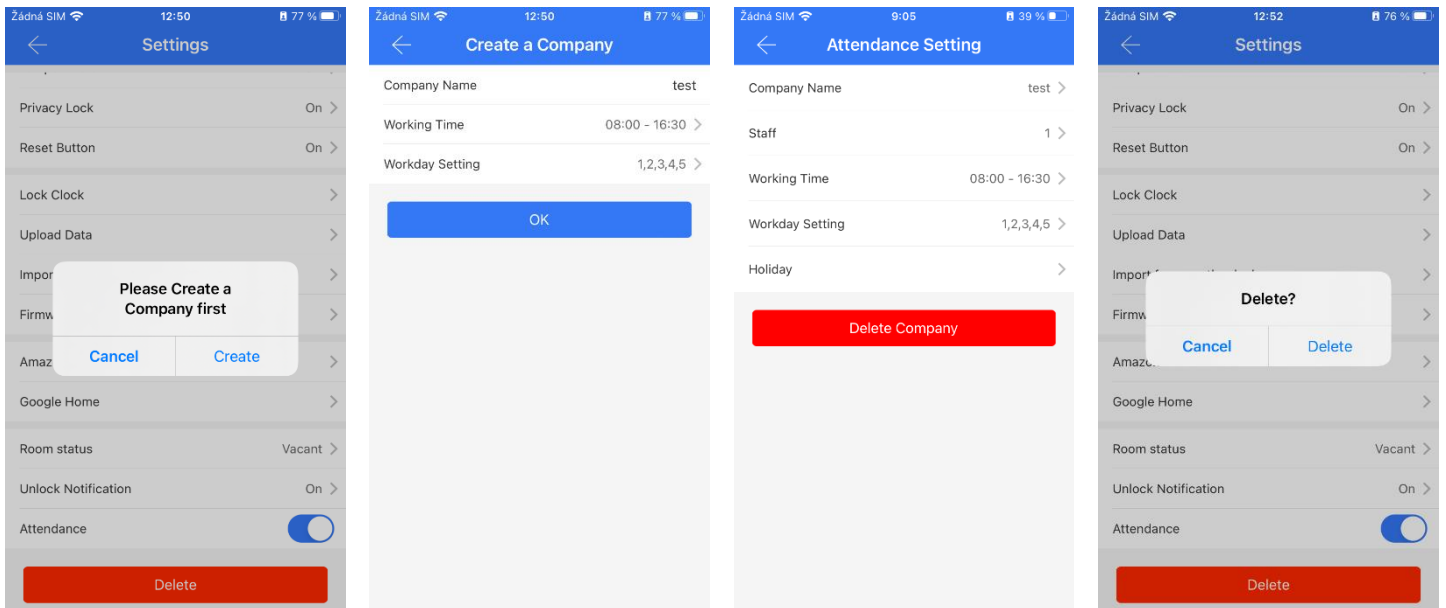 Žádná SIM 12:50 77 %
Settings
Privacy Lock On
Reset Button On
Lock Clock
Upload Data
Impor
Firmw
Please Create a
Company first
Cancel Create
Amaz
Google Home
Room status Vacant
Unlock Notification On
Attendance
Delete
Žádná SIM 12:50 77 %
Create a Company
Company Name test
Working Time 08:00 - 16:30
Workday Setting 1,2,3,4,5
OK
Žádná SIM 9:05 39 %
Attendance Setting
Company Name test
Staff 1
Working Time 08:00 - 16:30
Workday Setting 1,2,3,4,5
Holiday
Delete Company
Žádná SIM 12:52 76 %
Settings
Privacy Lock On
Reset Button On
Lock Clock
Upload Data
Import
Firmw
Delete?
Cancel Delete
Amazo
Google Home
Room status Vacant
Unlock Notification On
Attendance
Delete